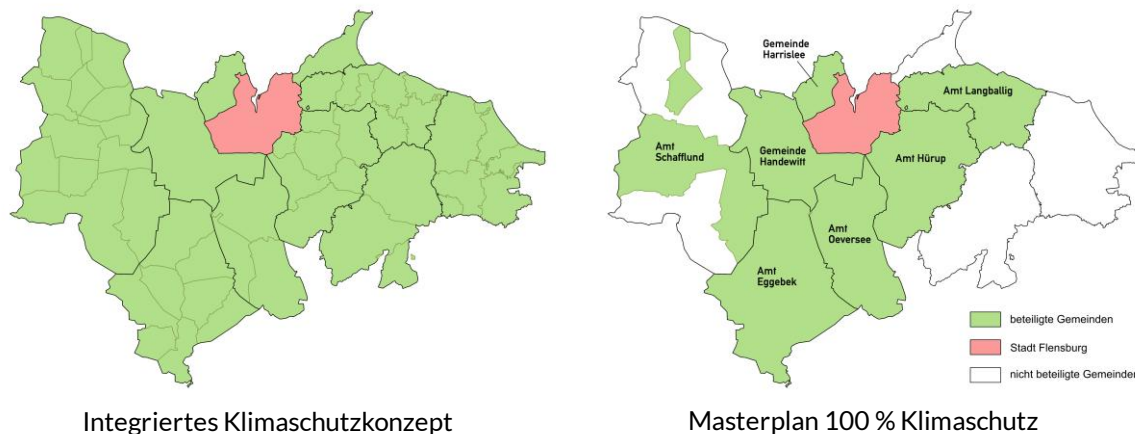 Gemeinde
Harrislee
Amt Langballig
Amt
Schafflund
Gemeinde
Handewitt
Amt Hürup
Amt
Oeversee
Amt
Eggebek
beteiligte Gemeinden
Stadt Flensburg
nicht beteiligte Gemeinden
Integriertes Klimaschutzkonzept
Masterplan 100 % Klimaschutz